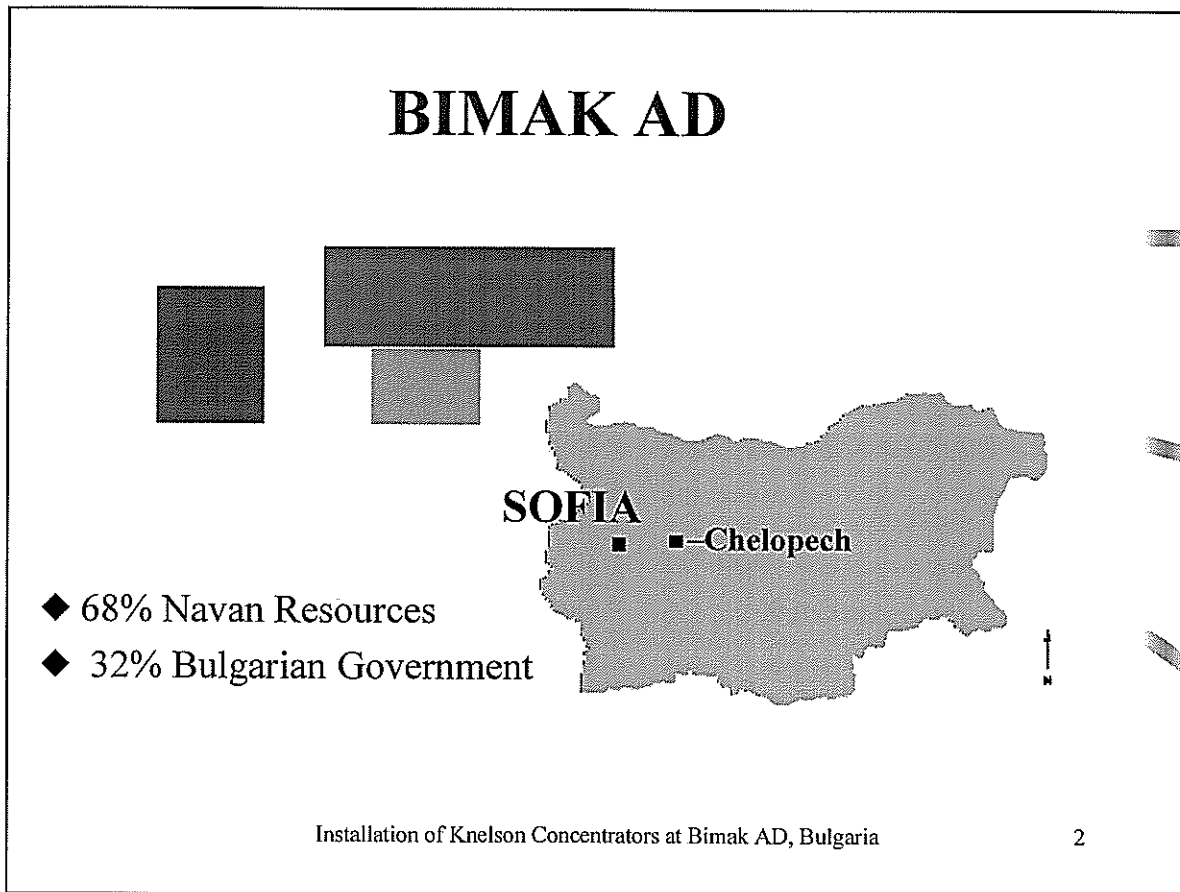 BIMAK AD
SOFIA
Chelopech
◆ 68% Navan Resources
◆ 32% Bulgarian Government
N
Installation of Knelson Concentrators at Bimak AD, Bulgaria 2